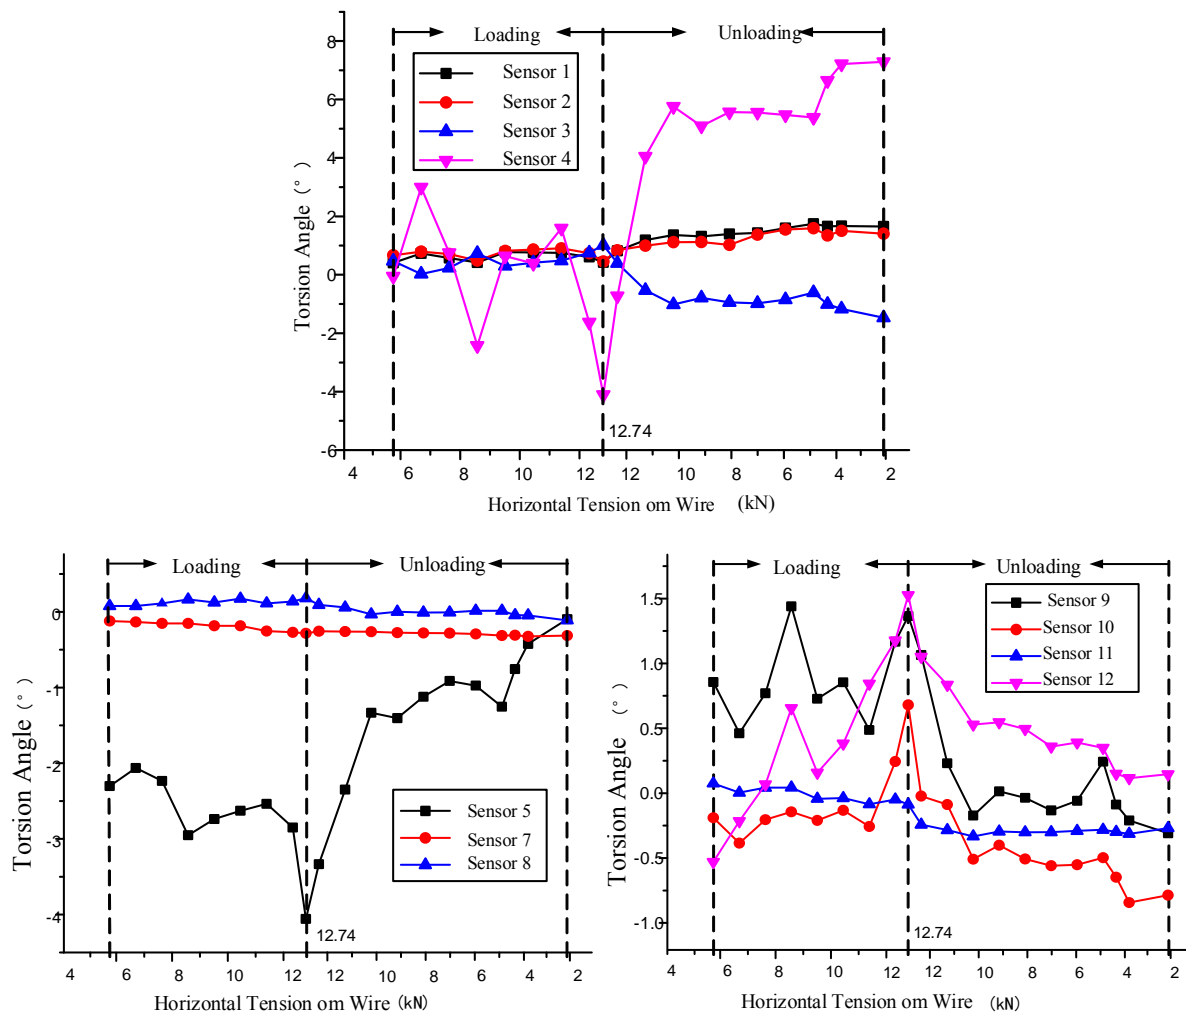 Loading
Unloading
Sensor 1
Sensor 2
Sensor 3
Sensor 4
8
6
4
2
0
-2
-4
-6
Torsion Angle (°)
12.74
4 6 8 10 12 12 10 8 6 4 2
Horizontal Tension om Wire (kN)
Loading
Unloading
0
-1
-2
-3
-4
Torsion Angle (°)
Sensor 5
Sensor 7
Sensor 8
12.74
4 6 8 10 12 12 10 8 6 4 2
Horizontal Tension om Wire (kN)
Loading
Unloading
Sensor 9
Sensor 10
Sensor 11
Sensor 12
1.5
1.0
0.5
0.0
-0.5
-1.0
Torsion Angle (°)
12.74
4 6 8 10 12 12 10 8 6 4 2
Horizontal Tension om Wire (kN)